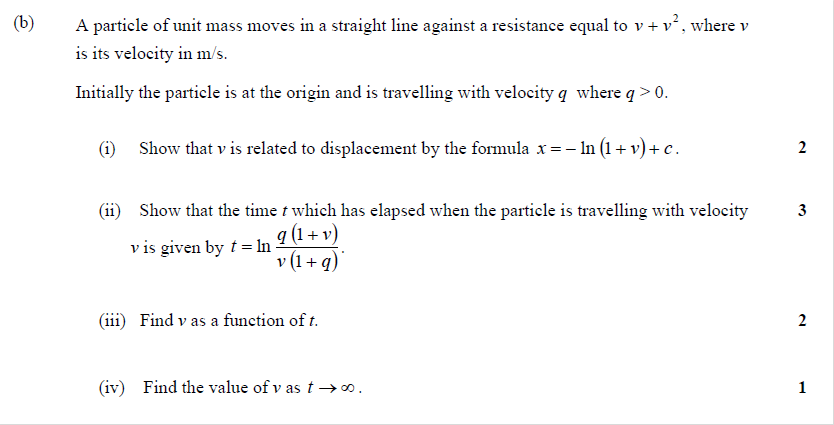 (b) A particle of unit mass moves in a straight line against a resistance equal to v + v², where v
is its velocity in m/s.
Initially the particle is at the origin and is travelling with velocity q where q > 0.
(i) Show that v is related to displacement by the formula x = − ln (1 + v) + c. 2
(ii) Show that the time t which has elapsed when the particle is travelling with velocity 3
v is given by t = ln q (1 + v) / v (1 + q).
(iii) Find v as a function of t. 2
(iv) Find the value of v as t → ∞. 1